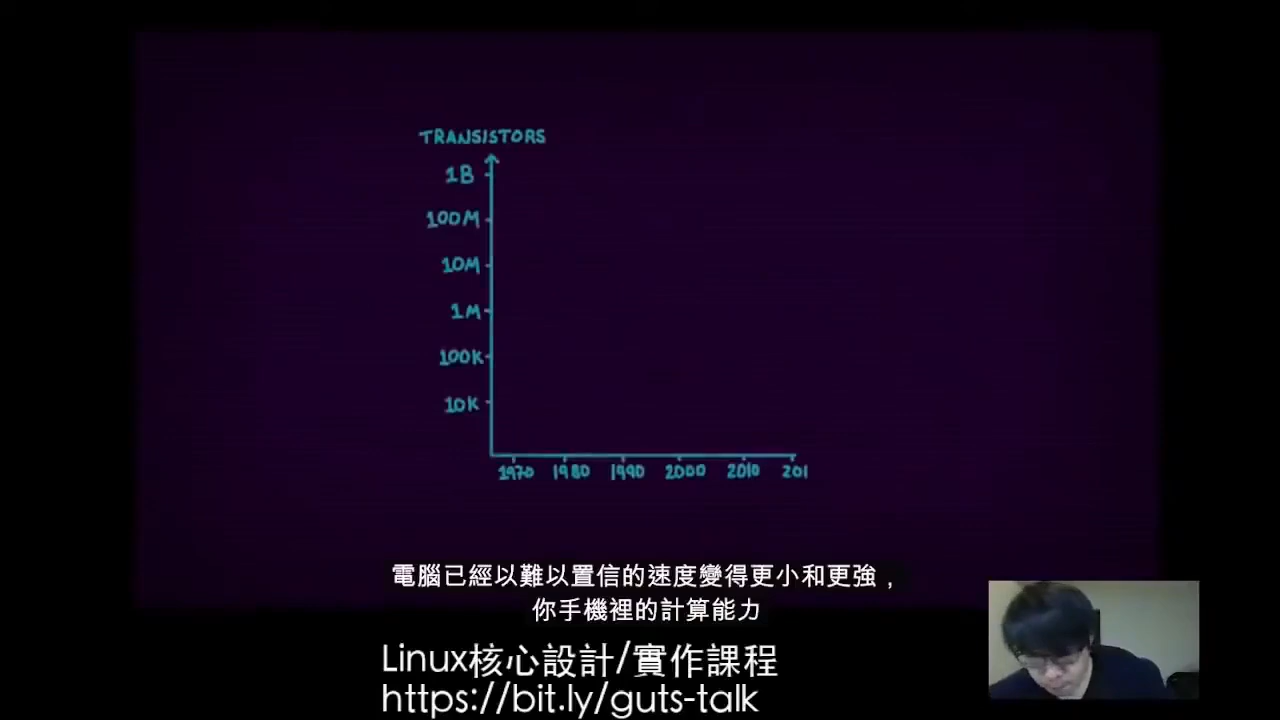 TRANSISTORS
1B
100M
10M
1M
100K
10K
1970 1980 1990 2000 2010 201
電腦已經以難以置信的速度變得更小和更強，
你手機裡的計算能力
Linux核心設計/實作課程
https://bit.ly/guts-talk